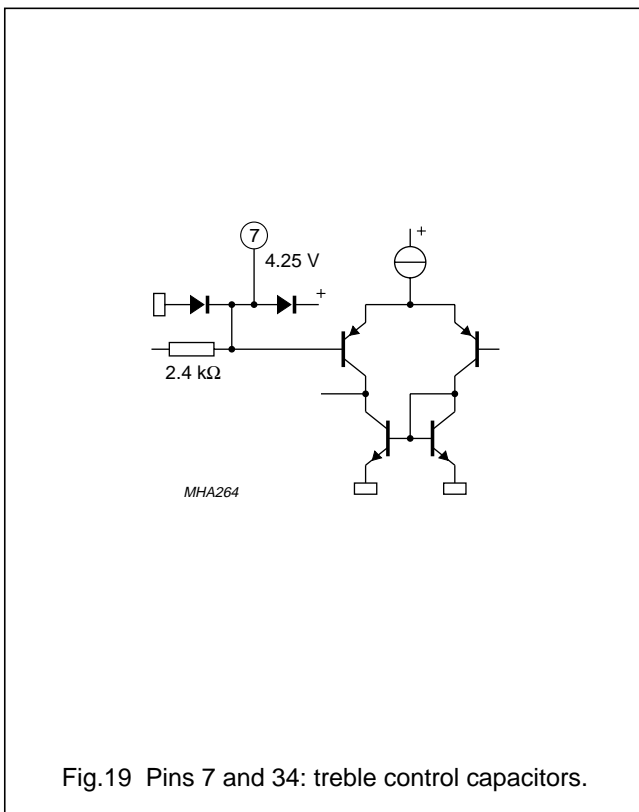 7
4.25 V
+
+
2.4 kΩ
MHA264
Fig.19 Pins 7 and 34: treble control capacitors.